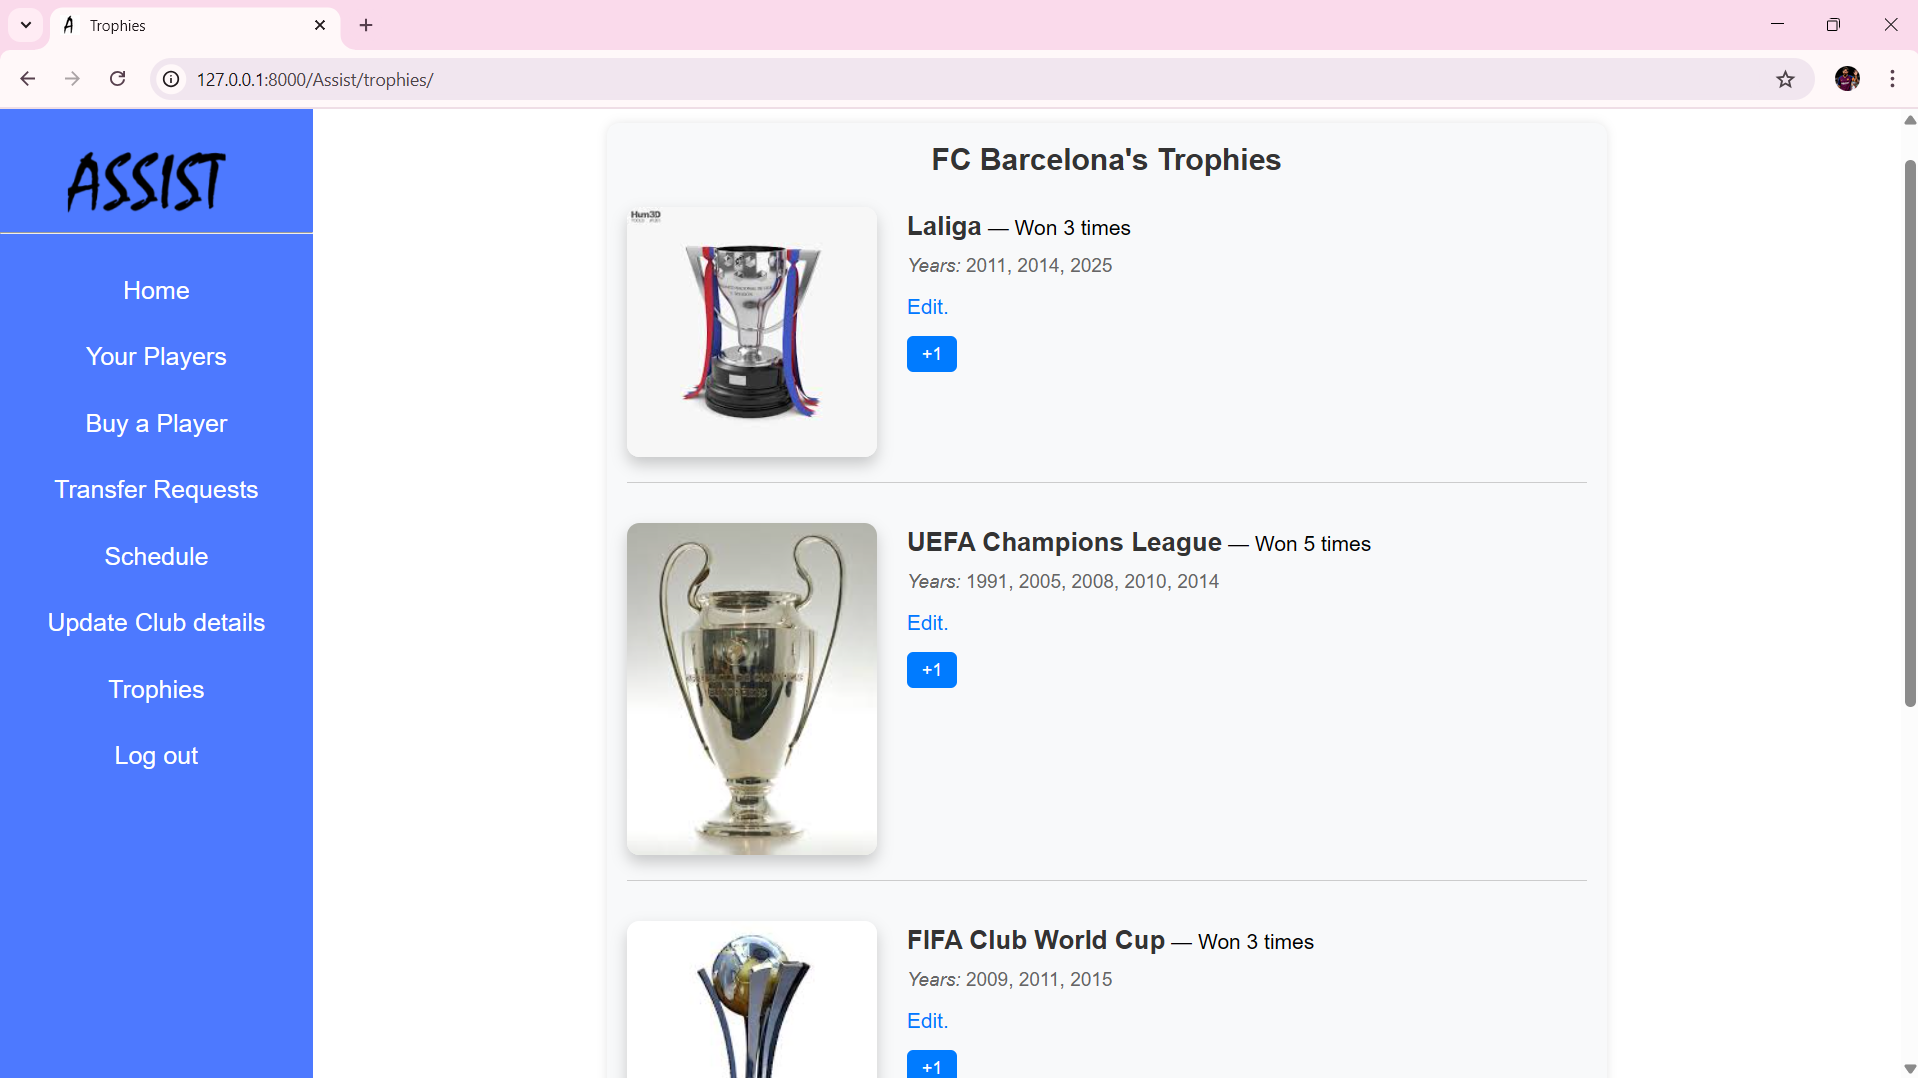 Trophies
127.0.0.1:8000/Assist/trophies/
ASSIST
Home
Your Players
Buy a Player
Transfer Requests
Schedule
Update Club details
Trophies
Log out
FC Barcelona's Trophies
Hum3D
Laliga — Won 3 times
Years: 2011, 2014, 2025
Edit.
+1
UEFA Champions League — Won 5 times
Years: 1991, 2005, 2008, 2010, 2014
Edit.
+1
FIFA Club World Cup — Won 3 times
Years: 2009, 2011, 2015
Edit.
+1